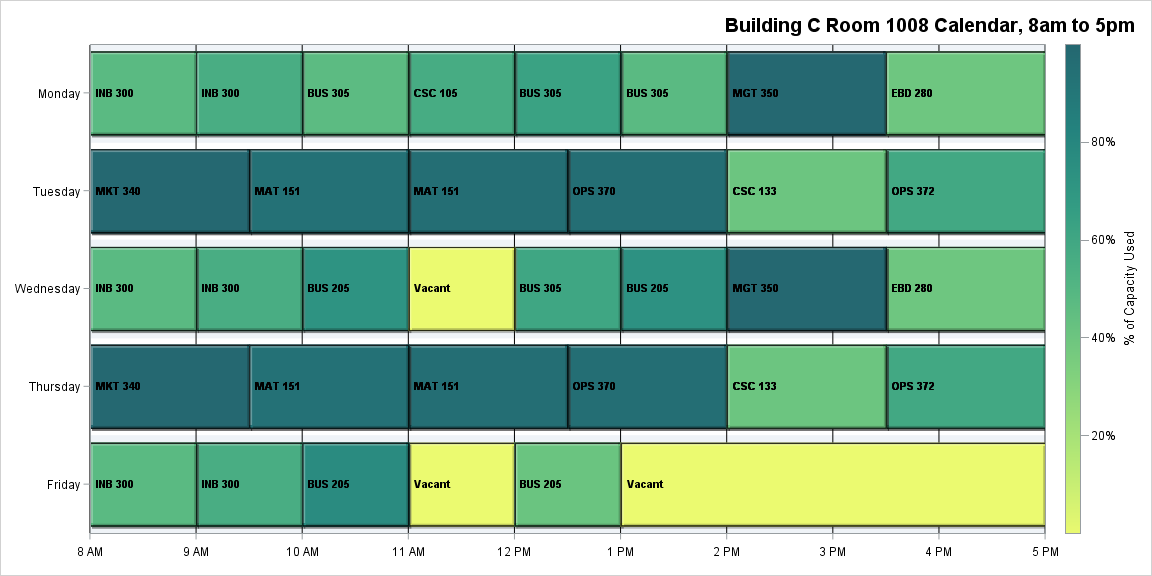 Building C Room 1008 Calendar, 8am to 5pm
Monday
INB 300
INB 300
BUS 305
CSC 105
BUS 305
BUS 305
MGT 350
EBD 280
Tuesday
MKT 340
MAT 151
MAT 151
OPS 370
CSC 133
OPS 372
Wednesday
INB 300
INB 300
BUS 205
Vacant
BUS 305
BUS 205
MGT 350
EBD 280
Thursday
MKT 340
MAT 151
MAT 151
OPS 370
CSC 133
OPS 372
Friday
INB 300
INB 300
BUS 205
Vacant
BUS 205
Vacant
8 AM
9 AM
10 AM
11 AM
12 PM
1 PM
2 PM
3 PM
4 PM
5 PM
80%
60%
40%
20%
% of Capacity Used